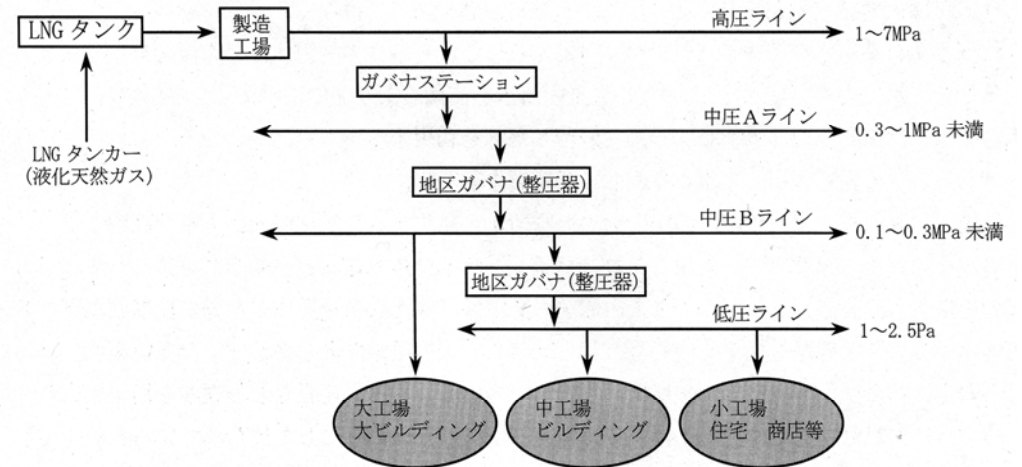 LNG タンク
製造
工場
高圧ライン
1～7MPa
ガバナステーション
中圧Aライン
0.3～1MPa 未満
LNG タンカー
(液化天然ガス)
地区ガバナ(整圧器)
中圧Bライン
0.1～0.3MPa 未満
地区ガバナ(整圧器)
低圧ライン
1～2.5Pa
大工場
大ビルディング
中工場
ビルディング
小工場
住宅　商店等